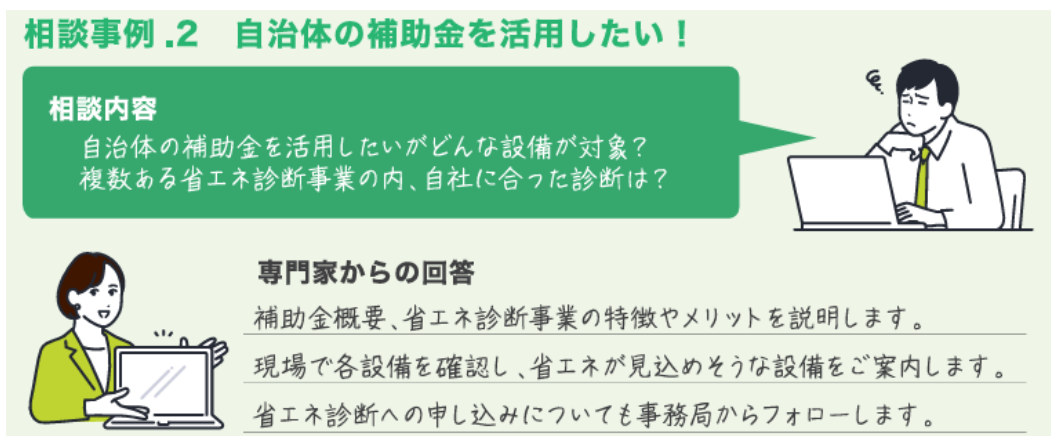 相談事例.2 自治体の補助金を活用したい！
相談内容
自治体の補助金を活用したいがどんな設備が対象？
複数ある省エネ診断事業の内、自社に合った診断は？
専門家からの回答
補助金概要、省エネ診断事業の特徴やメリットを説明します。
現場で各設備を確認し、省エネが見込めそうな設備をご案内します。
省エネ診断への申し込みについても事務局からフォローします。